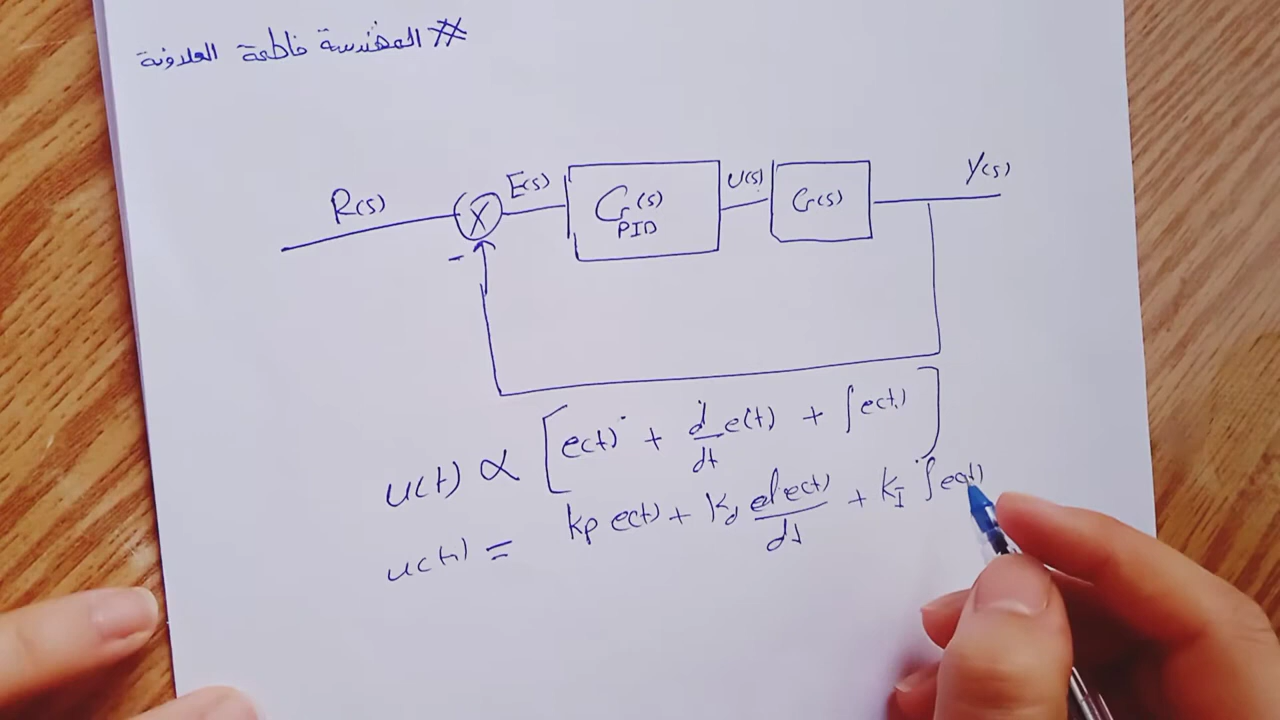 # المهندسة فاطمة العلاونة
R(s) X E(s) G(s) U(s) G(s) Y(s)
PID
-
u(t) ∝ [e(t) + d/dt e(t) + ∫e(t)]
u(t) = kp e(t) + Kd de(t)/dt + KI ∫e(t)